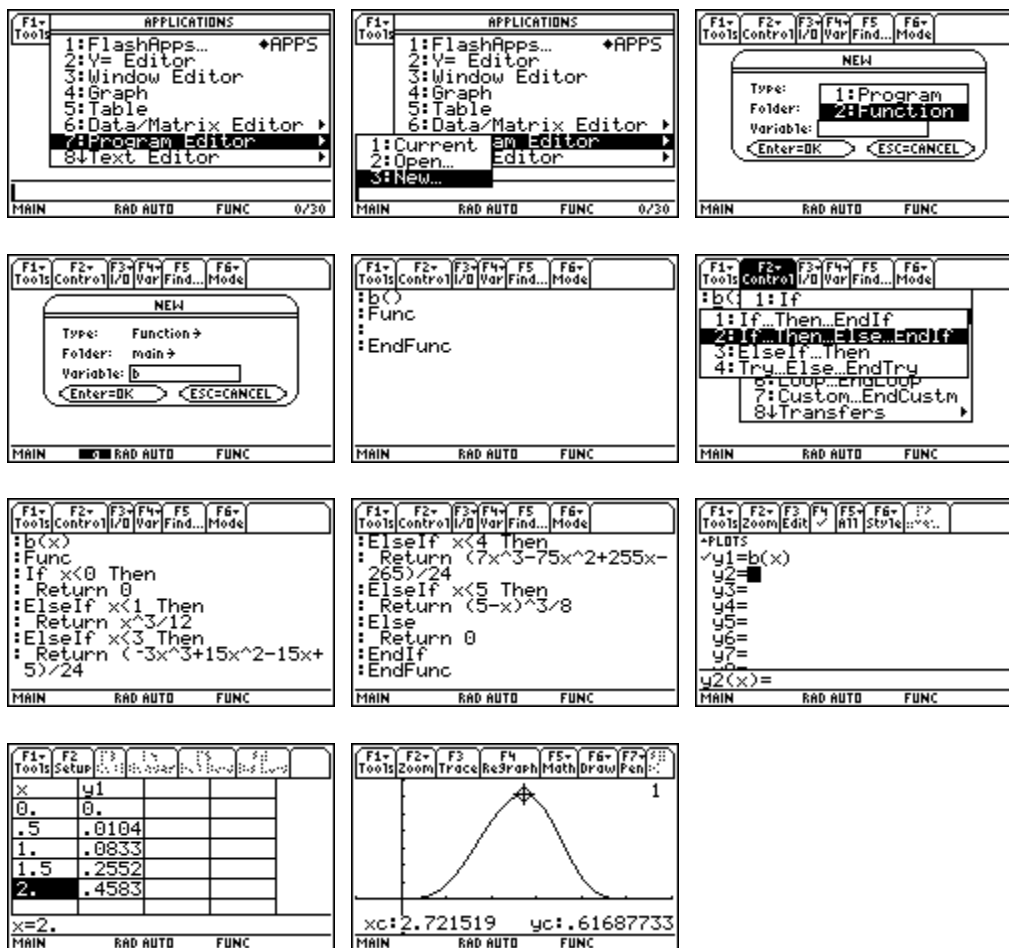 F1▾ APPLICATIONS
Tools
1:FlashApps… ◆APPS
2:Y= Editor
3:Window Editor
4:Graph
5:Table
6:Data/Matrix Editor ▸
7:Program Editor ▸
8↓Text Editor ▸
MAIN RAD AUTO FUNC 0/30
F1▾ APPLICATIONS
Tools
1:FlashApps… ◆APPS
2:Y= Editor
3:Window Editor
4:Graph
5:Table
6:Data/Matrix Editor ▸
1:Current am Editor ▸
2:Open… Editor ▸
3:New…
MAIN RAD AUTO FUNC 0/30
F1▾ F2▾ F3▾ F4▾ F5 F6▾
Tools Control I/O Var Find… Mode
NEW
Type: 1:Program
Folder: 2:Function
Variable:
Enter=OK ESC=CANCEL
MAIN RAD AUTO FUNC
F1▾ F2▾ F3▾ F4▾ F5 F6▾
Tools Control I/O Var Find… Mode
NEW
Type: Function→
Folder: main→
Variable: b
Enter=OK ESC=CANCEL
MAIN RAD AUTO FUNC
F1▾ F2▾ F3▾ F4▾ F5 F6▾
Tools Control I/O Var Find… Mode
:b()
:Func
:
:EndFunc
MAIN RAD AUTO FUNC
F1▾ F2▾ F3▾ F4▾ F5 F6▾
Tools Control I/O Var Find… Mode
:b( 1:If
1:If…Then…EndIf
2:If…Then…Else…EndIf
3:ElseIf…Then
4:Try…Else…EndTry
6:Loop…EndLoop
7:Custom…EndCustm
8↓Transfers ▸
MAIN RAD AUTO FUNC
F1▾ F2▾ F3▾ F4▾ F5 F6▾
Tools Control I/O Var Find… Mode
:b(x)
:Func
:If x<0 Then
: Return 0
:ElseIf x<1 Then
: Return x^3/12
:ElseIf x<3 Then
: Return (⁻3x^3+15x^2-15x+
5)/24
MAIN RAD AUTO FUNC
F1▾ F2▾ F3▾ F4▾ F5 F6▾
Tools Control I/O Var Find… Mode
:ElseIf x<4 Then
: Return (7x^3-75x^2+255x-
265)/24
:ElseIf x<5 Then
: Return (5-x)^3/8
:Else
: Return 0
:EndIf
:EndFunc
MAIN RAD AUTO FUNC
F1▾ F2▾ F3 F4 F5▾ F6▾
Tools Zoom Edit ✓ All Style
PLOTS
✓y1=b(x)
y2=
y3=
y4=
y5=
y6=
y7=
y2(x)=
MAIN RAD AUTO FUNC
F1▾ F2
Tools Setup
x y1
0. 0.
.5 .0104
1. .0833
1.5 .2552
2. .4583
x=2.
MAIN RAD AUTO FUNC
F1▾ F2▾ F3 F4 F5▾ F6▾ F7▾
Tools Zoom Trace ReGraph Math Draw Pen
1
xc:2.721519 yc:.61687733
MAIN RAD AUTO FUNC